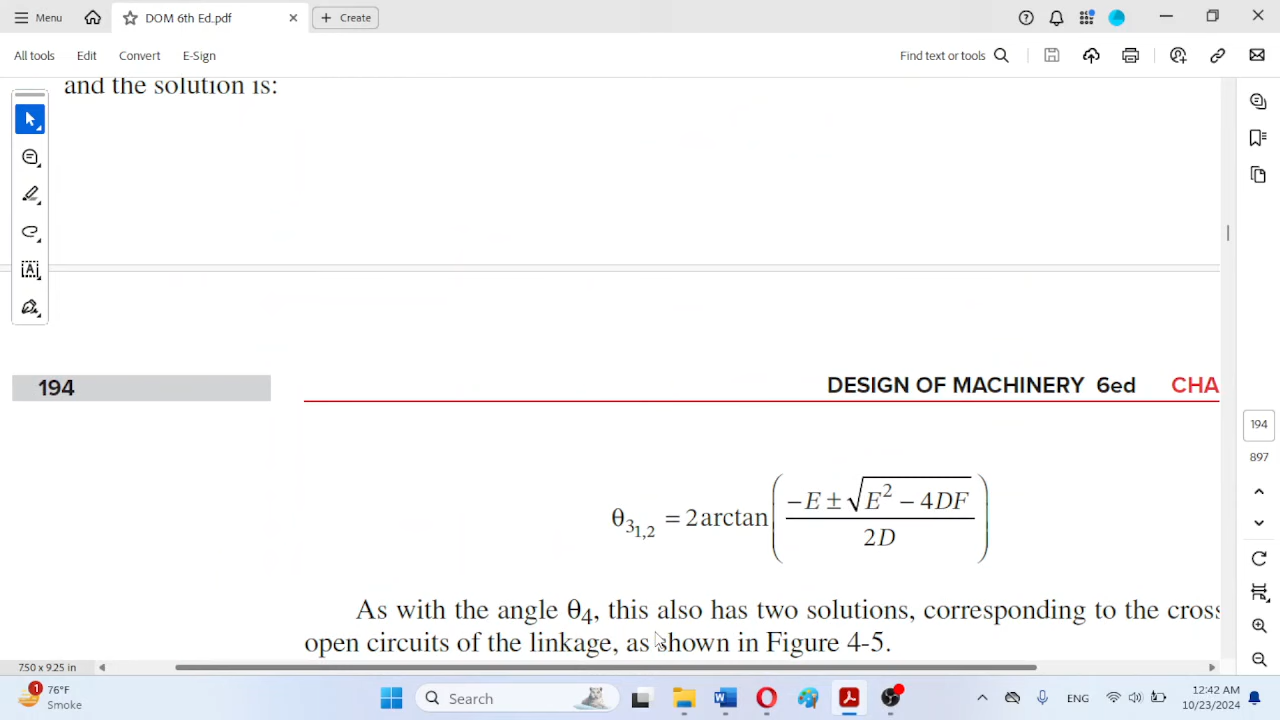 Menu
DOM 6th Ed.pdf
Create
All tools
Edit
Convert
E-Sign
Find text or tools
and the solution is:
194
DESIGN OF MACHINERY 6ed CHA
θ₃₁,₂ = 2arctan((−E ± √(E² − 4DF)) / 2D)
As with the angle θ₄, this also has two solutions, corresponding to the cross
open circuits of the linkage, as shown in Figure 4-5.
194
897
7.50 x 9.25 in
1
76°F
Smoke
Search
ENG
12:42 AM
10/23/2024